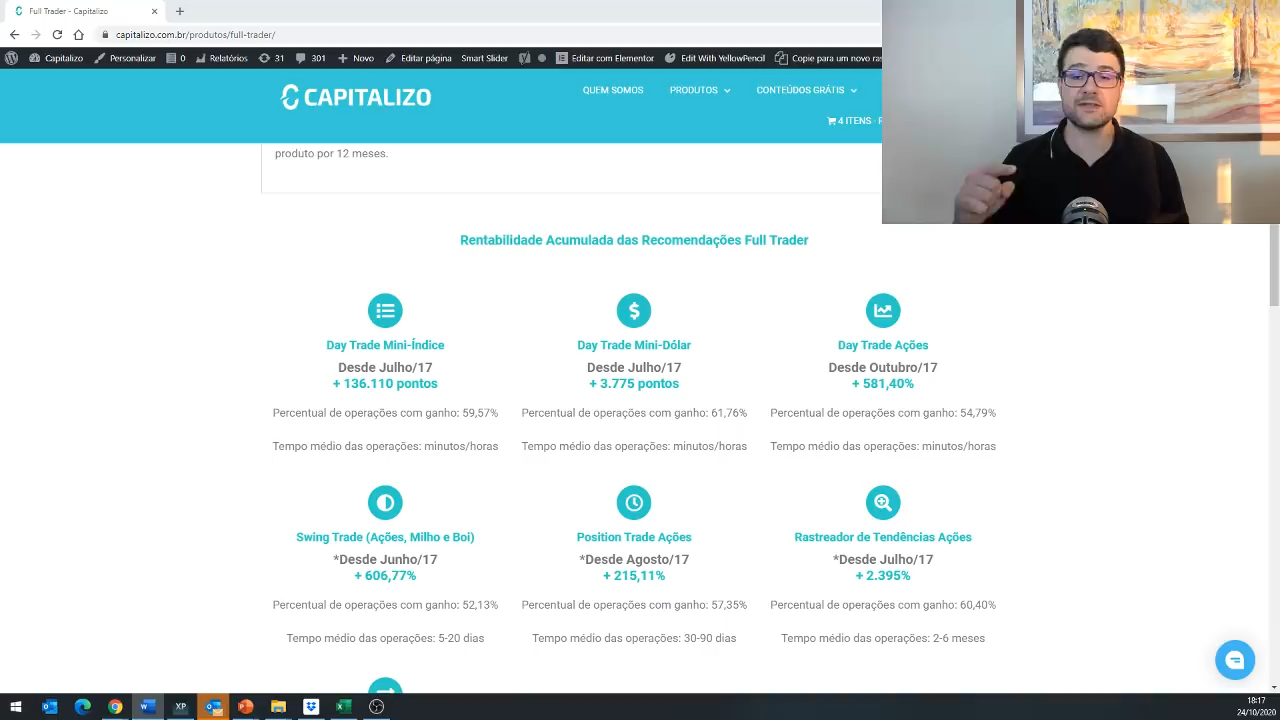 Full Trader - Capitalizo
capitalizo.com.br/produtos/full-trader/
Capitalizo Personalizar Relatórios 31 301 Novo Editar página Smart Slider Editar com Elementor Edit With YellowPencil Copie para um novo ras
CAPITALIZO
QUEM SOMOS PRODUTOS CONTEÚDOS GRÁTIS
4 ITENS
produto por 12 meses.
Rentabilidade Acumulada das Recomendações Full Trader
Day Trade Mini-Índice
Desde Julho/17
+ 136.110 pontos
Percentual de operações com ganho: 59,57%
Tempo médio das operações: minutos/horas
Day Trade Mini-Dólar
Desde Julho/17
+ 3.775 pontos
Percentual de operações com ganho: 61,76%
Tempo médio das operações: minutos/horas
Day Trade Ações
Desde Outubro/17
+ 581,40%
Percentual de operações com ganho: 54,79%
Tempo médio das operações: minutos/horas
Swing Trade (Ações, Milho e Boi)
*Desde Junho/17
+ 606,77%
Percentual de operações com ganho: 52,13%
Tempo médio das operações: 5-20 dias
Position Trade Ações
*Desde Agosto/17
+ 215,11%
Percentual de operações com ganho: 57,35%
Tempo médio das operações: 30-90 dias
Rastreador de Tendências Ações
*Desde Julho/17
+ 2.395%
Percentual de operações com ganho: 60,40%
Tempo médio das operações: 2-6 meses
XP
18:17
24/10/2020